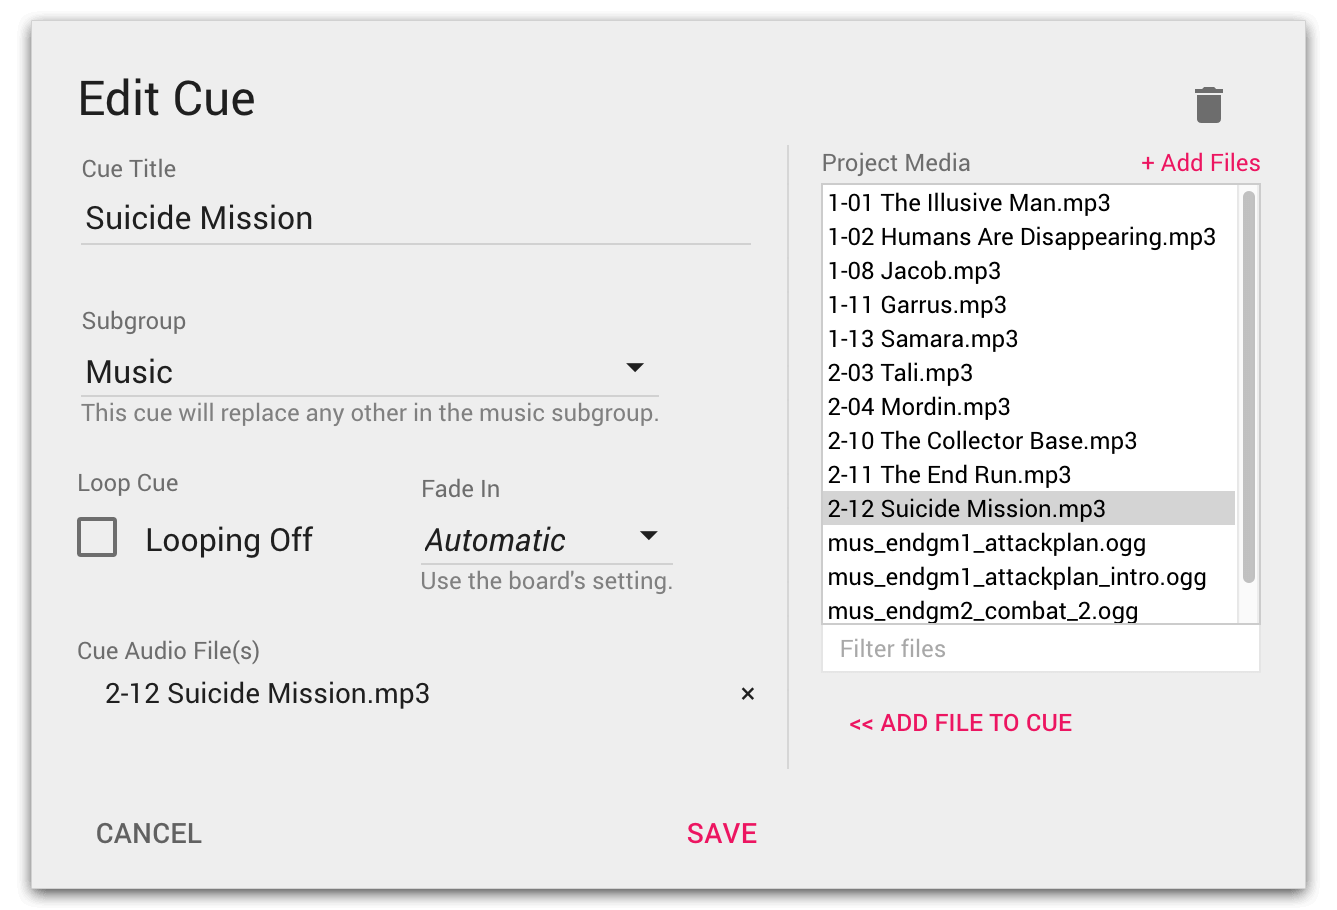 Edit Cue
Cue Title
Suicide Mission
Subgroup
Music
This cue will replace any other in the music subgroup.
Loop Cue
Looping Off
Fade In
Automatic
Use the board's setting.
Cue Audio File(s)
2-12 Suicide Mission.mp3
×
CANCEL
SAVE
Project Media
+ Add Files
1-01 The Illusive Man.mp3
1-02 Humans Are Disappearing.mp3
1-08 Jacob.mp3
1-11 Garrus.mp3
1-13 Samara.mp3
2-03 Tali.mp3
2-04 Mordin.mp3
2-10 The Collector Base.mp3
2-11 The End Run.mp3
2-12 Suicide Mission.mp3
mus_endgm1_attackplan.ogg
mus_endgm1_attackplan_intro.ogg
mus_endgm2_combat_2.ogg
Filter files
<< ADD FILE TO CUE